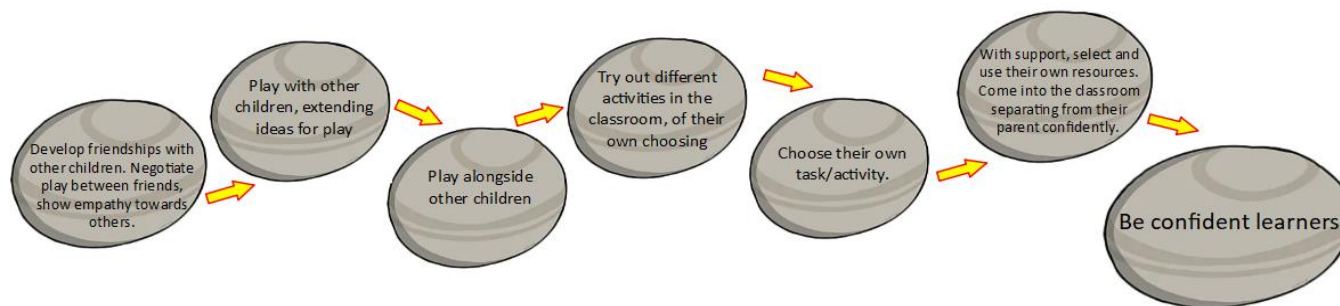 Develop friendships with
other children. Negotiate
play between friends,
show empathy towards
others.
Play with other
children, extending
ideas for play
Play alongside
other children
Try out different
activities in the
classroom, of their
own choosing
Choose their own
task/activity.
With support, select and
use their own resources.
Come into the classroom
separating from their
parent confidently.
Be confident learners